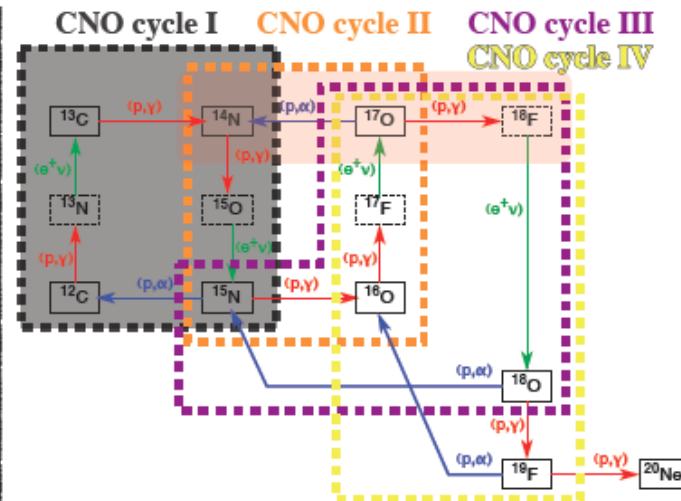 CNO cycle I CNO cycle II CNO cycle III
CNO cycle IV
¹³C (p,γ) ¹⁴N (p,α) ¹⁷O (p,γ) ¹⁸F
(e⁺ν) (p,γ) (e⁺ν)
¹³N ¹⁵O ¹⁷F (e⁺ν)
(p,γ) (e⁺ν) (p,γ)
¹²C (p,α) ¹⁵N (p,γ) ¹⁶O
(p,α) ¹⁸O
(p,γ)
(p,α) ¹⁹F (p,γ) ²⁰Ne